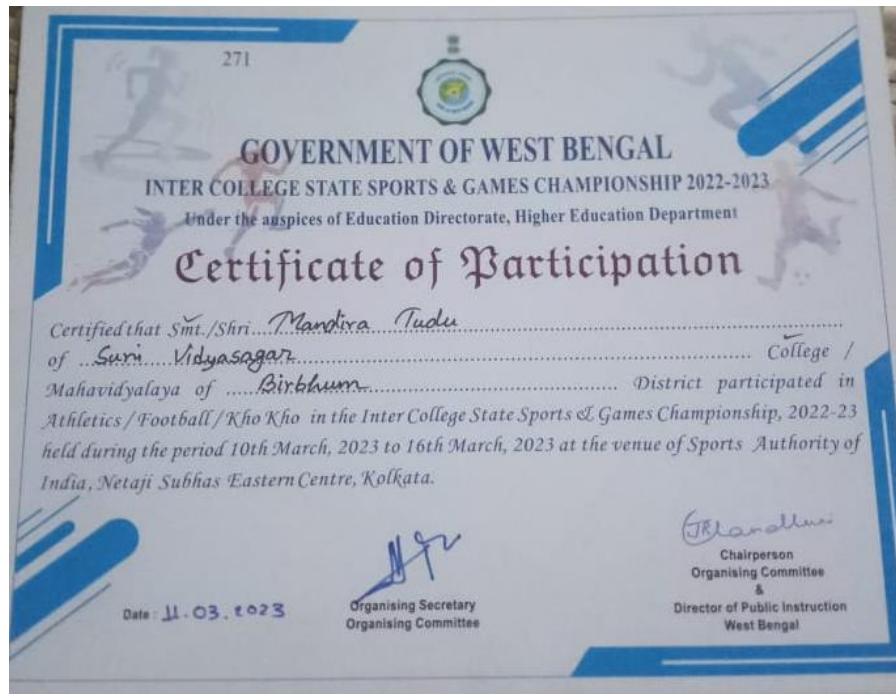 271
GOVERNMENT OF WEST BENGAL
INTER COLLEGE STATE SPORTS & GAMES CHAMPIONSHIP 2022-2023
Under the auspices of Education Directorate, Higher Education Department
Certificate of Participation
Certified that Smt./Shri...Mandira Tudu...
of ...Suri Vidyasagar... College /
Mahavidyalaya of ....Birbhum... District participated in
Athletics / Football / Kho Kho in the Inter College State Sports & Games Championship, 2022-23
held during the period 10th March, 2023 to 16th March, 2023 at the venue of Sports Authority of
India, Netaji Subhas Eastern Centre, Kolkata.
Date : 11.03.2023
Organising Secretary
Organising Committee
Chairperson
Organising Committee
&
Director of Public Instruction
West Bengal